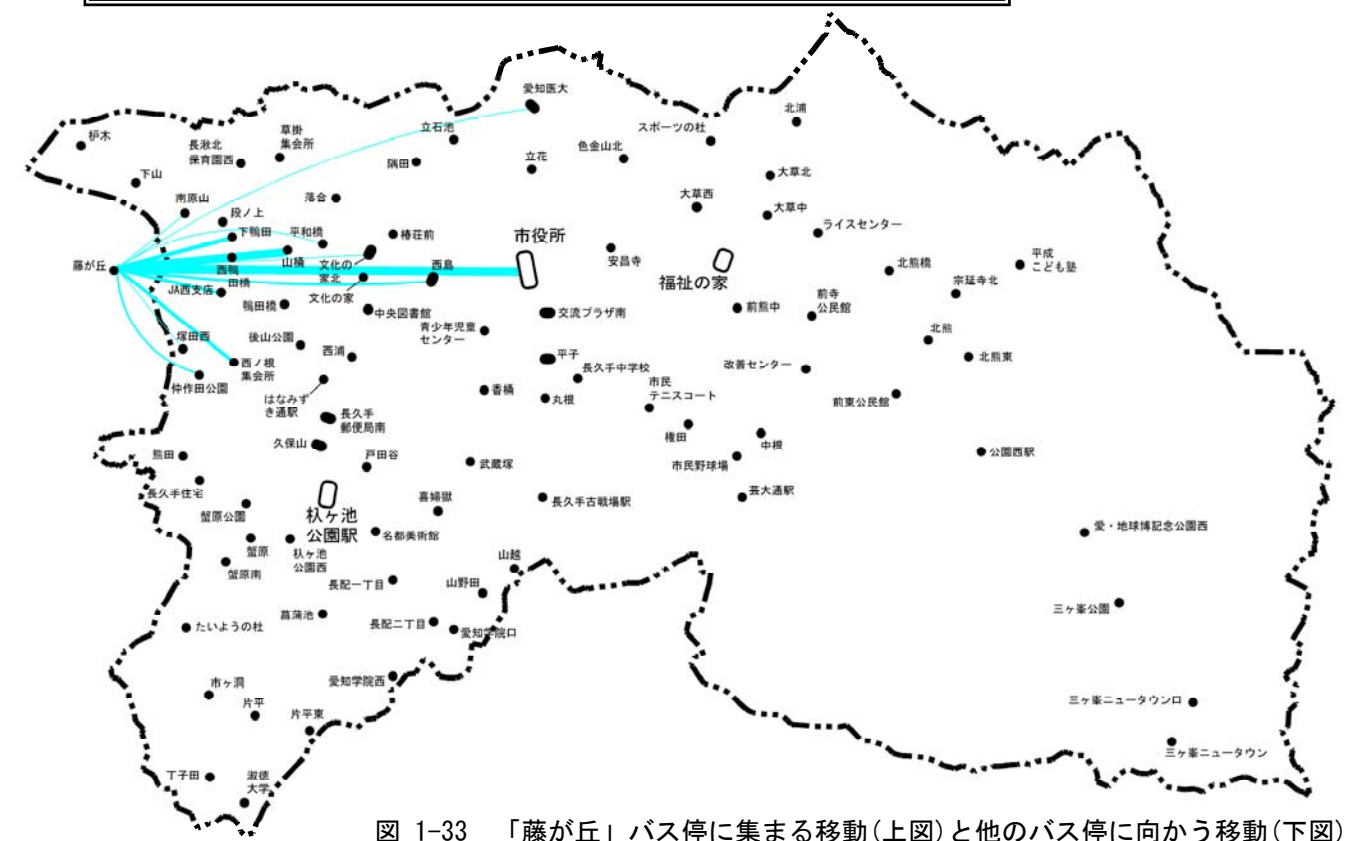 愛知医大
北浦
立石池
スポーツの杜
草掛
集会所
杁木
長湫北
保育園西
色金山北
立花
隅田
下山
大草北
南原山
落合
大草西
段ノ上
大草中
ライスセンター
下鴨田
平和橋
椿荘前
市役所
藤が丘
西鴨
田橋
山桶
文化の
家北
西島
安昌寺
福祉の家
北熊橋
平成
こども塾
宗延寺北
JA西支店
文化の家
鴨田橋
中央図書館
交流プラザ南
前熊中
前寺
公民館
青少年児童
センター
北熊
塚田西
後山公園
西浦
平子
北熊東
西ノ根
集会所
長久手中学校
改善センター
仲作田公園
はなみず
き通駅
香桶
丸根
市民
テニスコート
前東公民館
長久手
郵便局南
権田
久保山
中根
熊田
戸田谷
武蔵塚
市民野球場
公園西駅
長久手住宅
喜婦嶽
長久手古戦場駅
芸大通駅
蟹原公園
杁ヶ池
公園駅
愛・地球博記念公園西
名都美術館
蟹原
杁ヶ池
公園西
山越
蟹原南
長配一丁目
山野田
三ヶ峯公園
菖蒲池
たいようの杜
長配二丁目
愛知学院口
市ヶ洞
愛知学院西
片平
片平東
三ヶ峯ニュータウン口
三ヶ峯ニュータウン
丁子田
淑徳
大学
図 1-33 「藤が丘」バス停に集まる移動(上図)と他のバス停に向かう移動(下図)